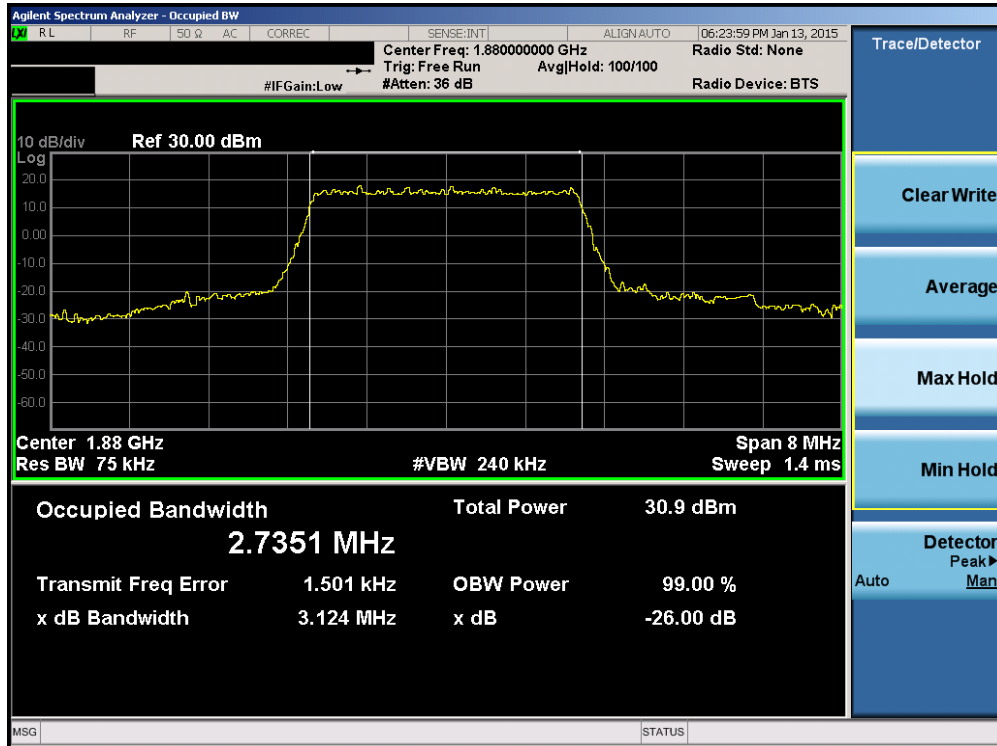 Agilent Spectrum Analyzer - Occupied BW
LXI RL RF 50 Ω AC CORREC SENSE:INT ALIGN AUTO 06:23:59 PM Jan 13, 2015
Center Freq: 1.880000000 GHz Radio Std: None
Trig: Free Run Avg|Hold: 100/100
#IFGain:Low #Atten: 36 dB Radio Device: BTS
10 dB/div Ref 30.00 dBm
Log
20.0
10.0
0.00
-10.0
-20.0
-30.0
-40.0
-50.0
-60.0
Center 1.88 GHz Span 8 MHz
Res BW 75 kHz #VBW 240 kHz Sweep 1.4 ms
Occupied Bandwidth Total Power 30.9 dBm
2.7351 MHz
Transmit Freq Error 1.501 kHz OBW Power 99.00 %
x dB Bandwidth 3.124 MHz x dB -26.00 dB
MSG STATUS
Trace/Detector
Clear Write
Average
Max Hold
Min Hold
Detector
Peak▶
Auto Man